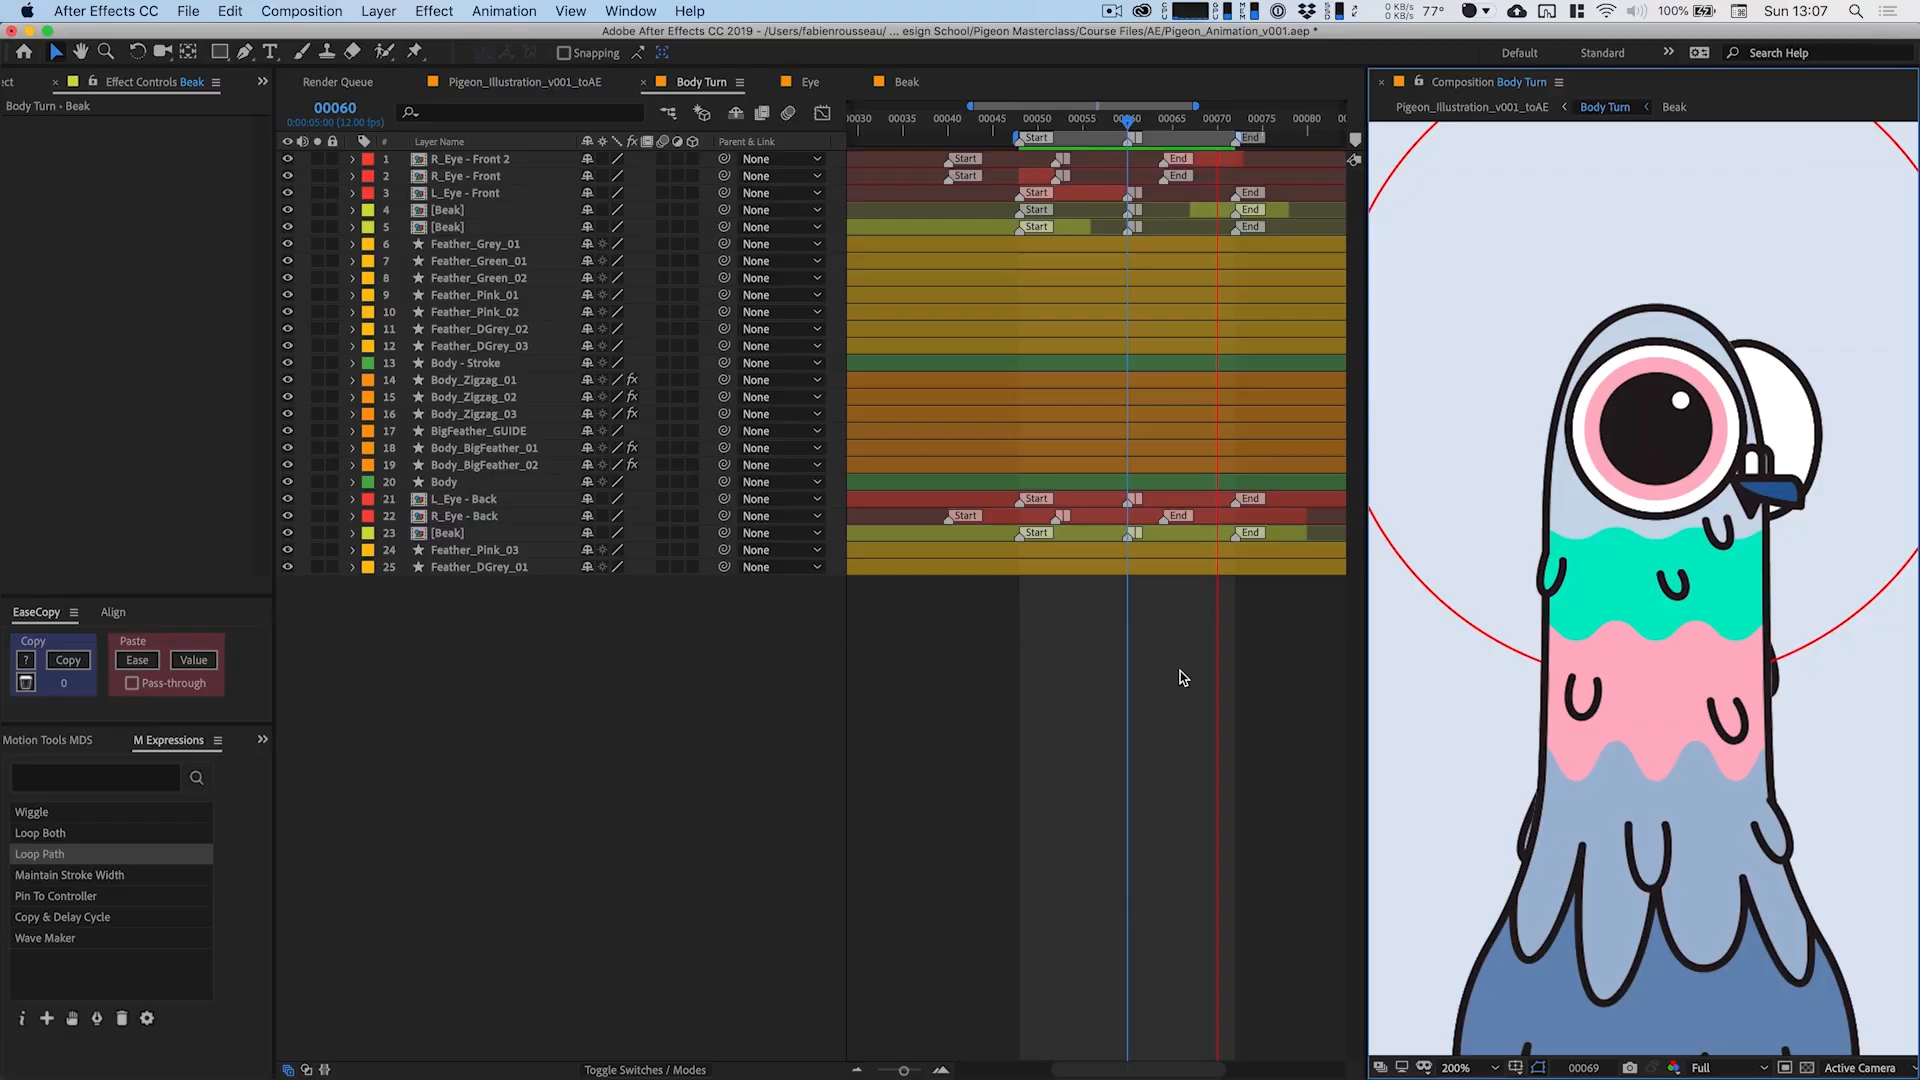 After Effects CC File Edit Composition Layer Effect Animation View Window Help
0 KB/s 0 KB/s 77° 100% Sun 13:07
Adobe After Effects CC 2019 - /Users/fabienrousseau/ ... esign School/Pigeon Masterclass/Course Files/AE/Pigeon_Animation_v001.aep *
Snapping Default Standard Search Help
ect Effect Controls Beak
Render Queue Pigeon_Illustration_v001_toAE Body Turn Eye Beak
Composition Body Turn
Body Turn • Beak
Pigeon_Illustration_v001_toAE Body Turn Beak
00060
0:00:05:00 (12.00 fps)
00030 00035 00040 00045 00050 00055 00060 00065 00070 00075 00080
# Layer Name fx Parent & Link Start End
1 R_Eye - Front 2 None Start End
2 R_Eye - Front None Start End
3 L_Eye - Front None Start End
4 [Beak] None Start End
5 [Beak] None Start End
6 Feather_Grey_01 None
7 Feather_Green_01 None
8 Feather_Green_02 None
9 Feather_Pink_01 None
10 Feather_Pink_02 None
11 Feather_DGrey_02 None
12 Feather_DGrey_03 None
13 Body - Stroke None
14 Body_Zigzag_01 fx None
15 Body_Zigzag_02 fx None
16 Body_Zigzag_03 fx None
17 BigFeather_GUIDE None
18 Body_BigFeather_01 fx None
19 Body_BigFeather_02 fx None
20 Body None
21 L_Eye - Back None Start End
22 R_Eye - Back None Start End
23 [Beak] None Start End
24 Feather_Pink_03 None
25 Feather_DGrey_01 None
EaseCopy Align
Copy Paste
? Copy Ease Value
0 Pass-through
Motion Tools MDS M Expressions
Wiggle
Loop Both
Loop Path
Maintain Stroke Width
Pin To Controller
Copy & Delay Cycle
Wave Maker
Toggle Switches / Modes
200% 00069 Full Active Camera